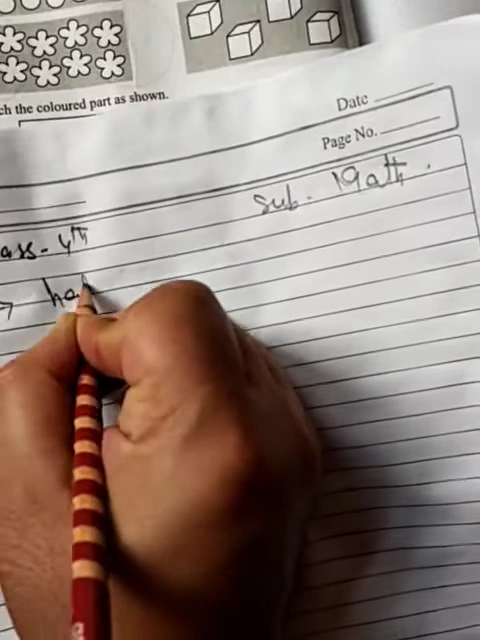 ch the coloured part as shown.
Date
Page No.
Sub - Math.
ass - 4th
→ ha